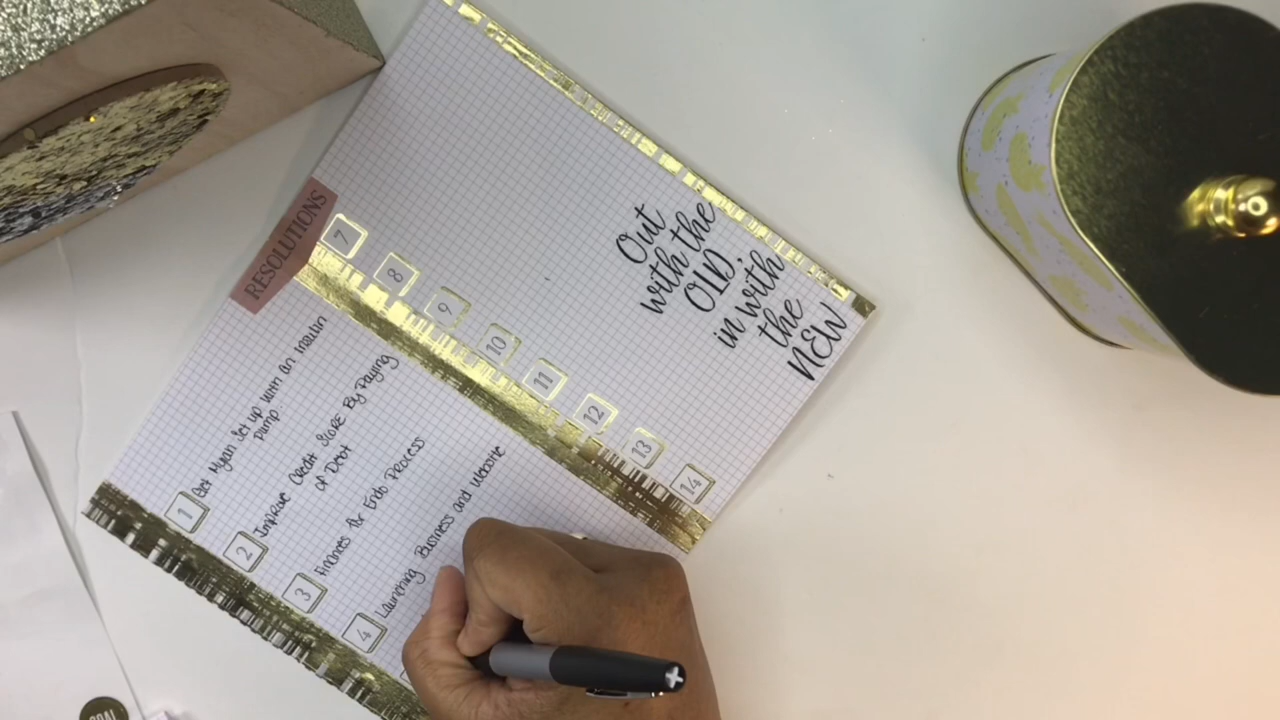 RESOLUTIONS
1 Get Myan Set up with an insulin
pump
2 Improve Credit Score By Paying
of Debt
3 Finances for Endo Process
4 Launching Business and Website
7
8
9
10
11
12
13
14
Out
with the
OLD,
in with
the
NEW